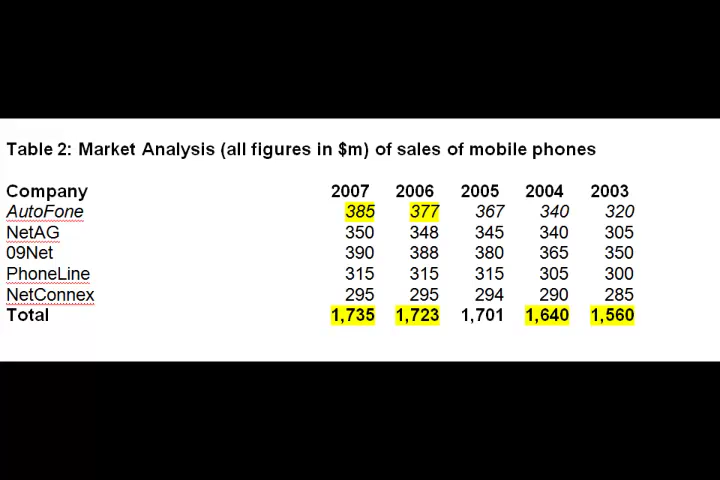 Table 2: Market Analysis (all figures in $m) of sales of mobile phones
Company 2007 2006 2005 2004 2003
AutoFone 385 377 367 340 320
NetAG 350 348 345 340 305
09Net 390 388 380 365 350
PhoneLine 315 315 315 305 300
NetConnex 295 295 294 290 285
Total 1,735 1,723 1,701 1,640 1,560